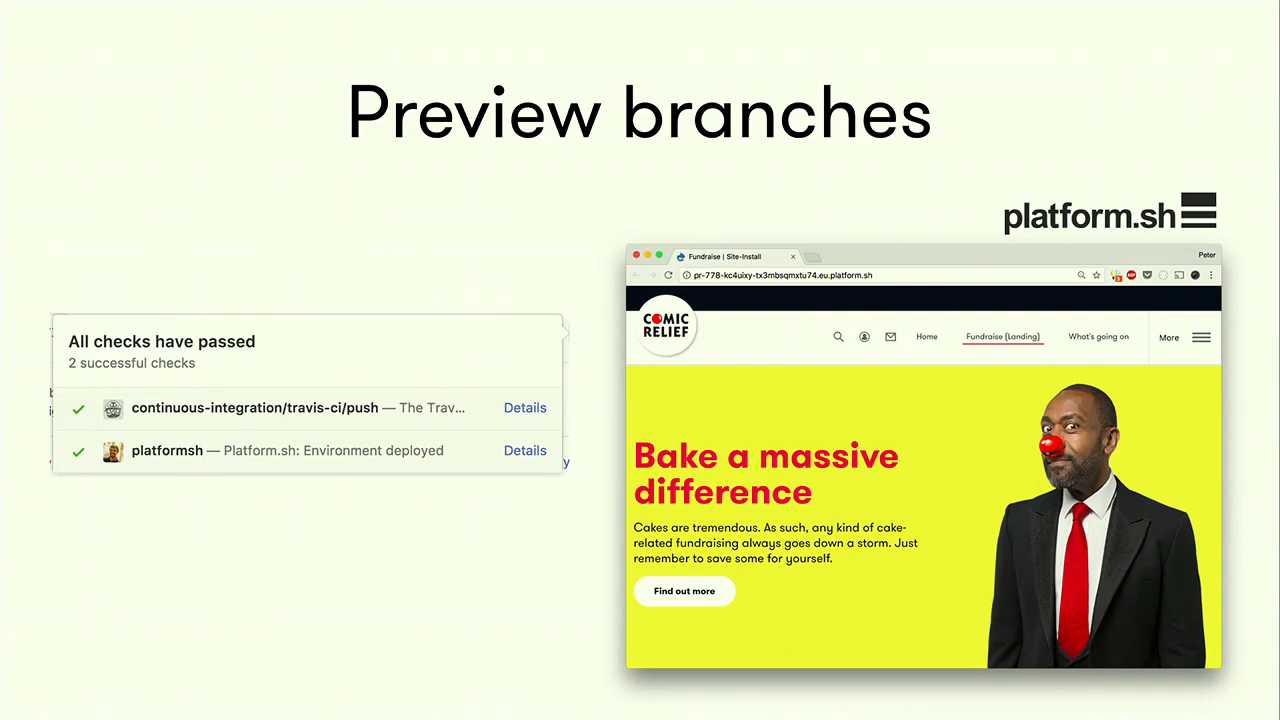 Preview branches
platform.sh
All checks have passed
2 successful checks
continuous-integration/travis-ci/push — The Trav... Details
platformsh — Platform.sh: Environment deployed Details
y
Fundraise | Site-Install
Peter
pr-778-kc4uixy-tx3mbsqmxtu74.eu.platform.sh
COMIC
RELIEF
Home Fundraise (Landing) What's going on More
Bake a massive
difference
Cakes are tremendous. As such, any kind of cake-
related fundraising always goes down a storm. Just
remember to save some for yourself.
Find out more